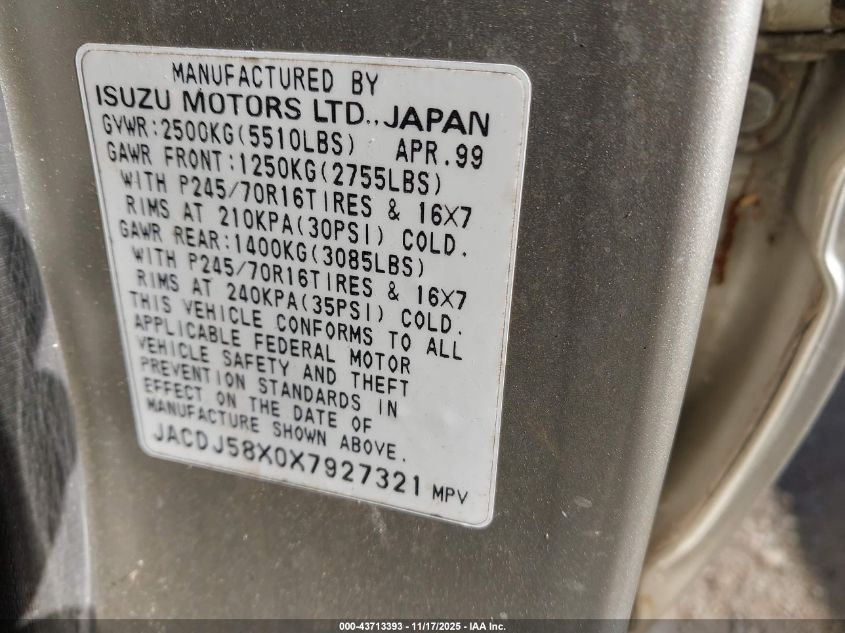 MANUFACTURED BY
ISUZU MOTORS LTD., JAPAN
GVWR:2500KG(5510LBS) APR.99
GAWR FRONT:1250KG(2755LBS)
WITH P245/70R16TIRES & 16X7
RIMS AT 210KPA(30PSI) COLD.
GAWR REAR:1400KG(3085LBS)
WITH P245/70R16TIRES & 16X7
RIMS AT 240KPA(35PSI) COLD.
THIS VEHICLE CONFORMS TO ALL
APPLICABLE FEDERAL MOTOR
VEHICLE SAFETY AND THEFT
PREVENTION STANDARDS IN
EFFECT ON THE DATE OF
MANUFACTURE SHOWN ABOVE.
JACDJ58X0X7927321 MPV
000-43713393 - 11/17/2025 - IAA Inc.